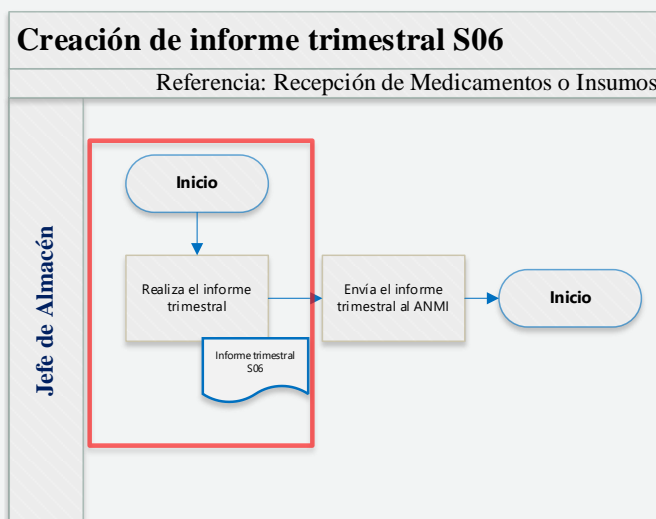 Creación de informe trimestral S06
Referencia: Recepción de Medicamentos o Insumos
Jefe de Almacén
Inicio
Realiza el informe
trimestral
Informe trimestral
S06
Envía el informe
trimestral al ANMI
Inicio